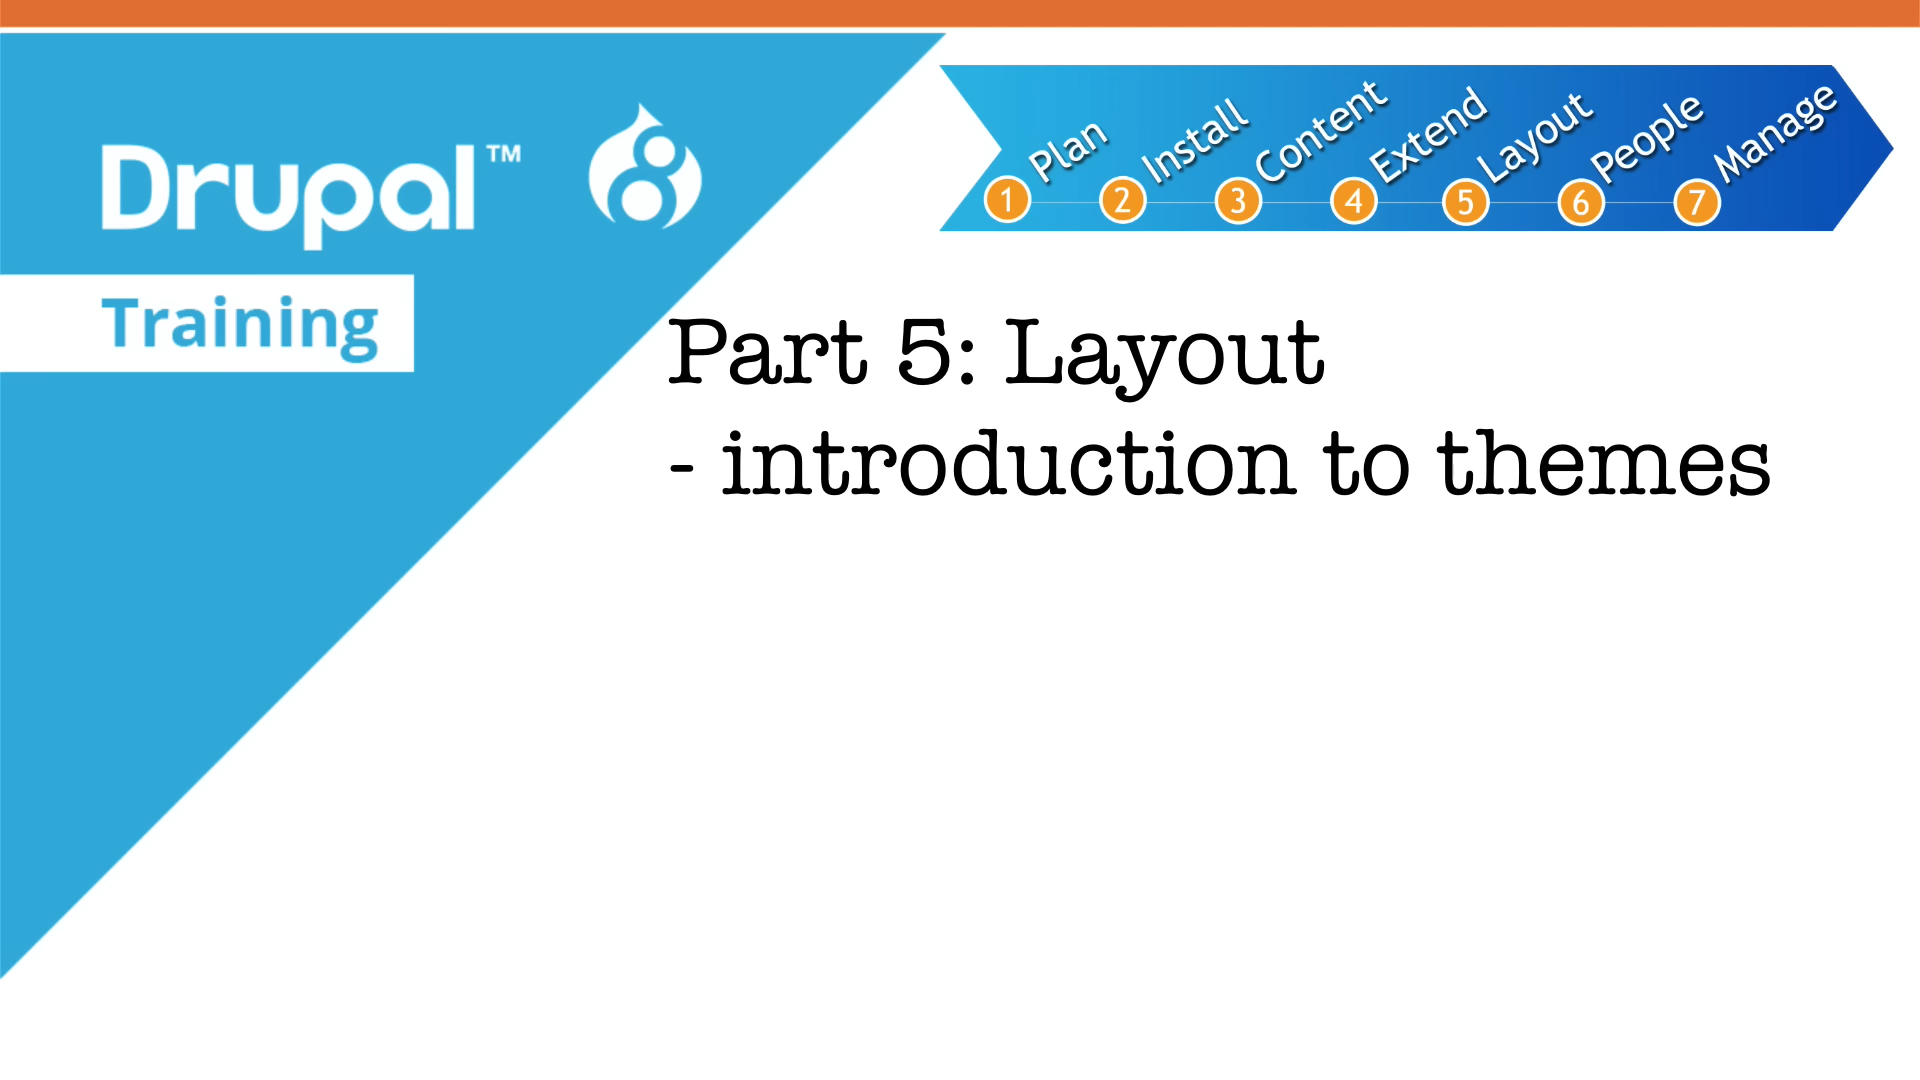 Drupal™ 8
Training
1 Plan 2 Install 3 Content 4 Extend 5 Layout 6 People 7 Manage
Part 5: Layout
- introduction to themes